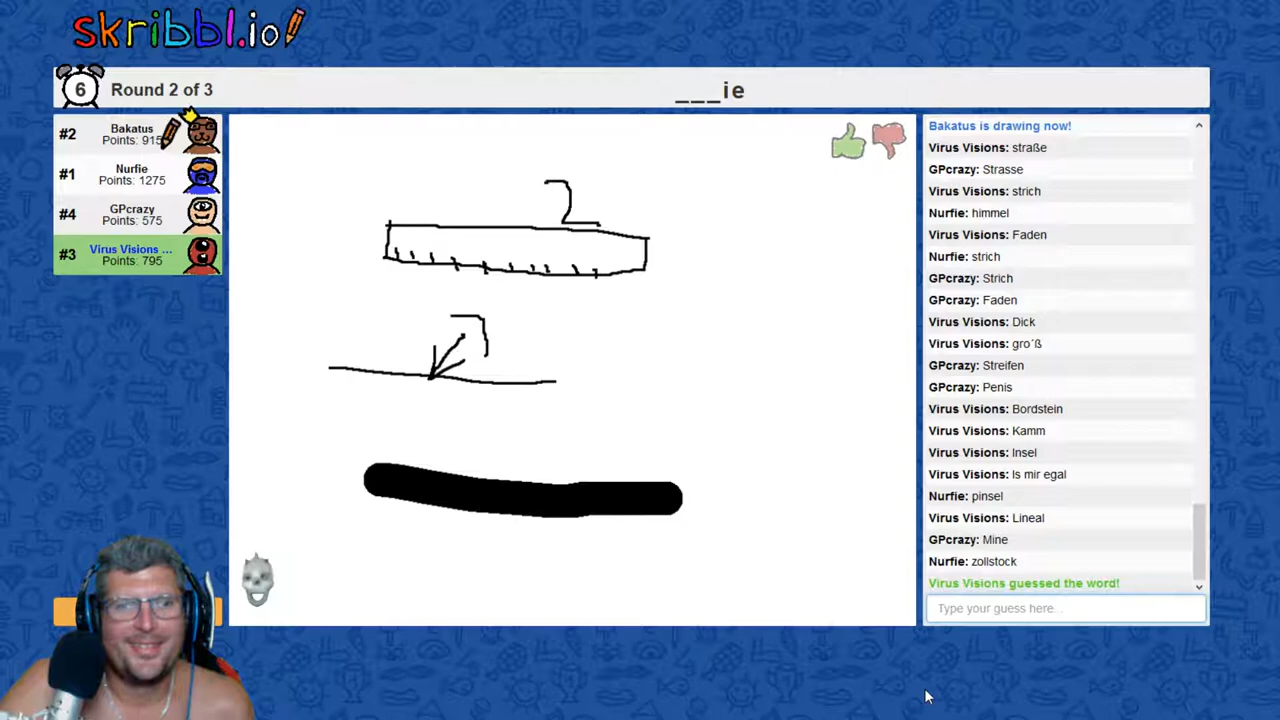 skribbl.io
6 Round 2 of 3 ___ie
#2 Bakatus
Points: 915
#1 Nurfie
Points: 1275
#4 GPcrazy
Points: 575
#3 Virus Visions ...
Points: 795
2
Bakatus is drawing now!
Virus Visions: straße
GPcrazy: Strasse
Virus Visions: strich
Nurfie: himmel
Virus Visions: Faden
Nurfie: strich
GPcrazy: Strich
GPcrazy: Faden
Virus Visions: Dick
Virus Visions: gro´ß
GPcrazy: Streifen
GPcrazy: Penis
Virus Visions: Bordstein
Virus Visions: Kamm
Virus Visions: Insel
Virus Visions: Is mir egal
Nurfie: pinsel
Virus Visions: Lineal
GPcrazy: Mine
Nurfie: zollstock
Virus Visions guessed the word!
Type your guess here...